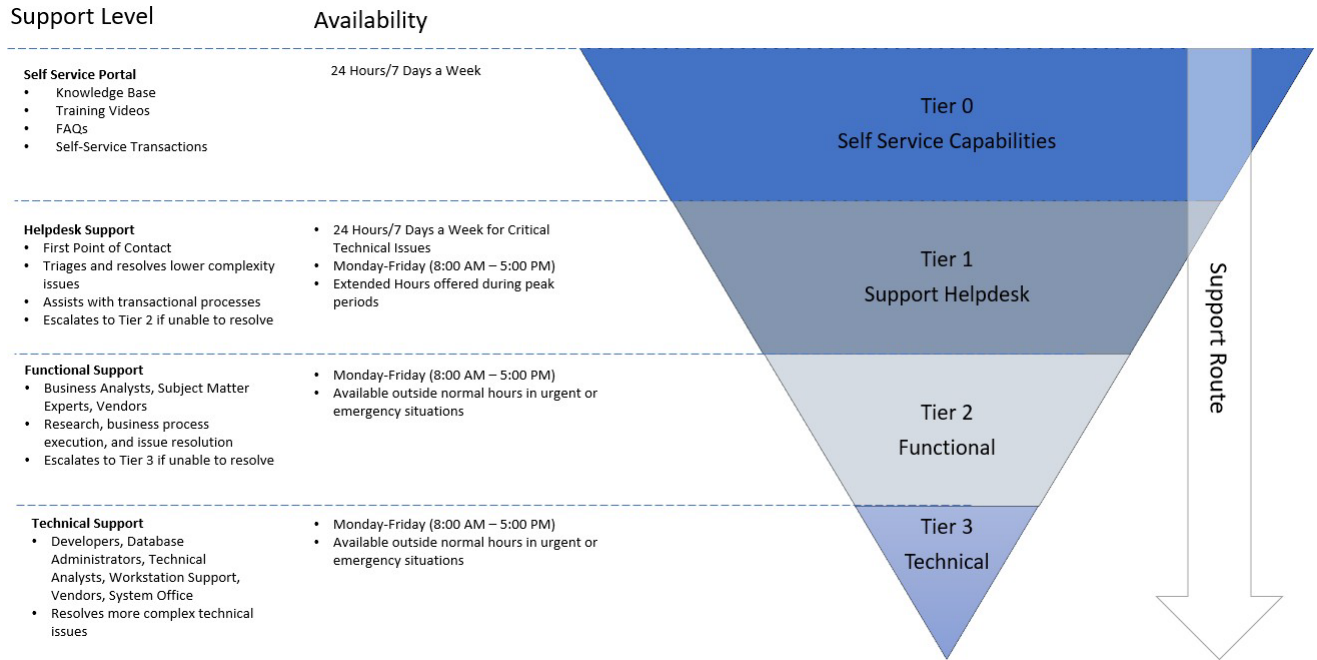 Support Level
Availability
Self Service Portal
• Knowledge Base
• Training Videos
• FAQs
• Self-Service Transactions
24 Hours/7 Days a Week
Tier 0
Self Service Capabilities
Helpdesk Support
• First Point of Contact
• Triages and resolves lower complexity
issues
• Assists with transactional processes
• Escalates to Tier 2 if unable to resolve
• 24 Hours/7 Days a Week for Critical
Technical Issues
• Monday-Friday (8:00 AM – 5:00 PM)
• Extended Hours offered during peak
periods
Tier 1
Support Helpdesk
Functional Support
• Business Analysts, Subject Matter
Experts, Vendors
• Research, business process
execution, and issue resolution
• Escalates to Tier 3 if unable to resolve
• Monday-Friday (8:00 AM – 5:00 PM)
• Available outside normal hours in urgent or
emergency situations
Tier 2
Functional
Technical Support
• Developers, Database
Administrators, Technical
Analysts, Workstation Support,
Vendors, System Office
• Resolves more complex technical
issues
• Monday-Friday (8:00 AM – 5:00 PM)
• Available outside normal hours in urgent or
emergency situations
Tier 3
Technical
Support Route